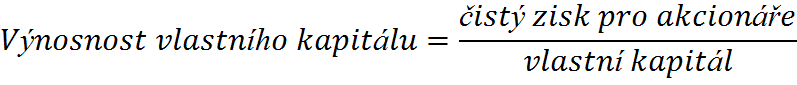 Výnosnost vlastního kapitálu = čistý zisk pro akcionáře
vlastní kapitál